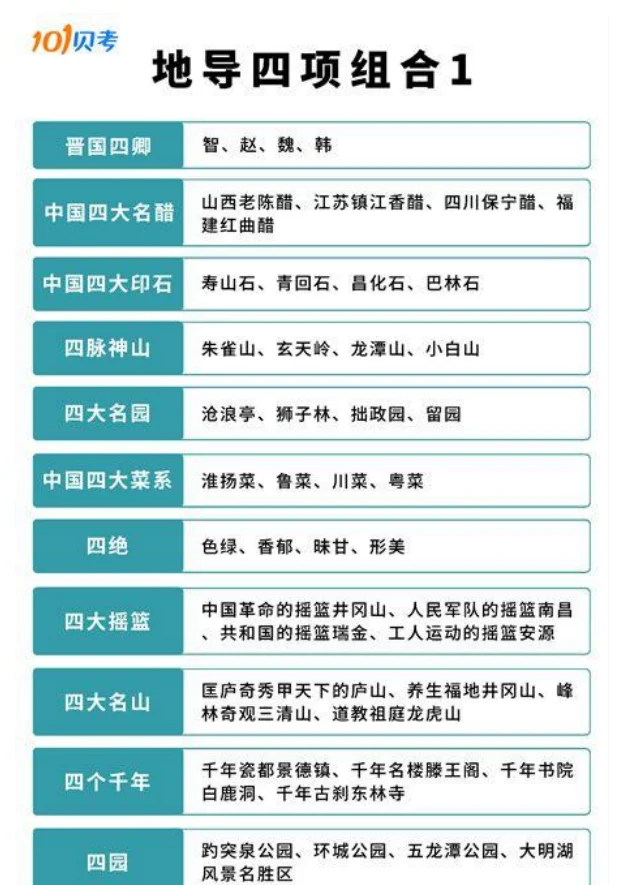 101贝考
地导四项组合1
晋国四卿
智、赵、魏、韩
中国四大名醋
山西老陈醋、江苏镇江香醋、四川保宁醋、福
建红曲醋
中国四大印石
寿山石、青回石、昌化石、巴林石
四脉神山
朱雀山、玄天岭、龙潭山、小白山
四大名园
沧浪亭、狮子林、拙政园、留园
中国四大菜系
淮扬菜、鲁菜、川菜、粤菜
四绝
色绿、香郁、味甘、形美
四大摇篮
中国革命的摇篮井冈山、人民军队的摇篮南昌
、共和国的摇篮瑞金、工人运动的摇篮安源
四大名山
匡庐奇秀甲天下的庐山、养生福地井冈山、峰
林奇观三清山、道教祖庭龙虎山
四个千年
千年瓷都景德镇、千年名楼滕王阁、千年书院
白鹿洞、千年古刹东林寺
四园
趵突泉公园、环城公园、五龙潭公园、大明湖
风景名胜区